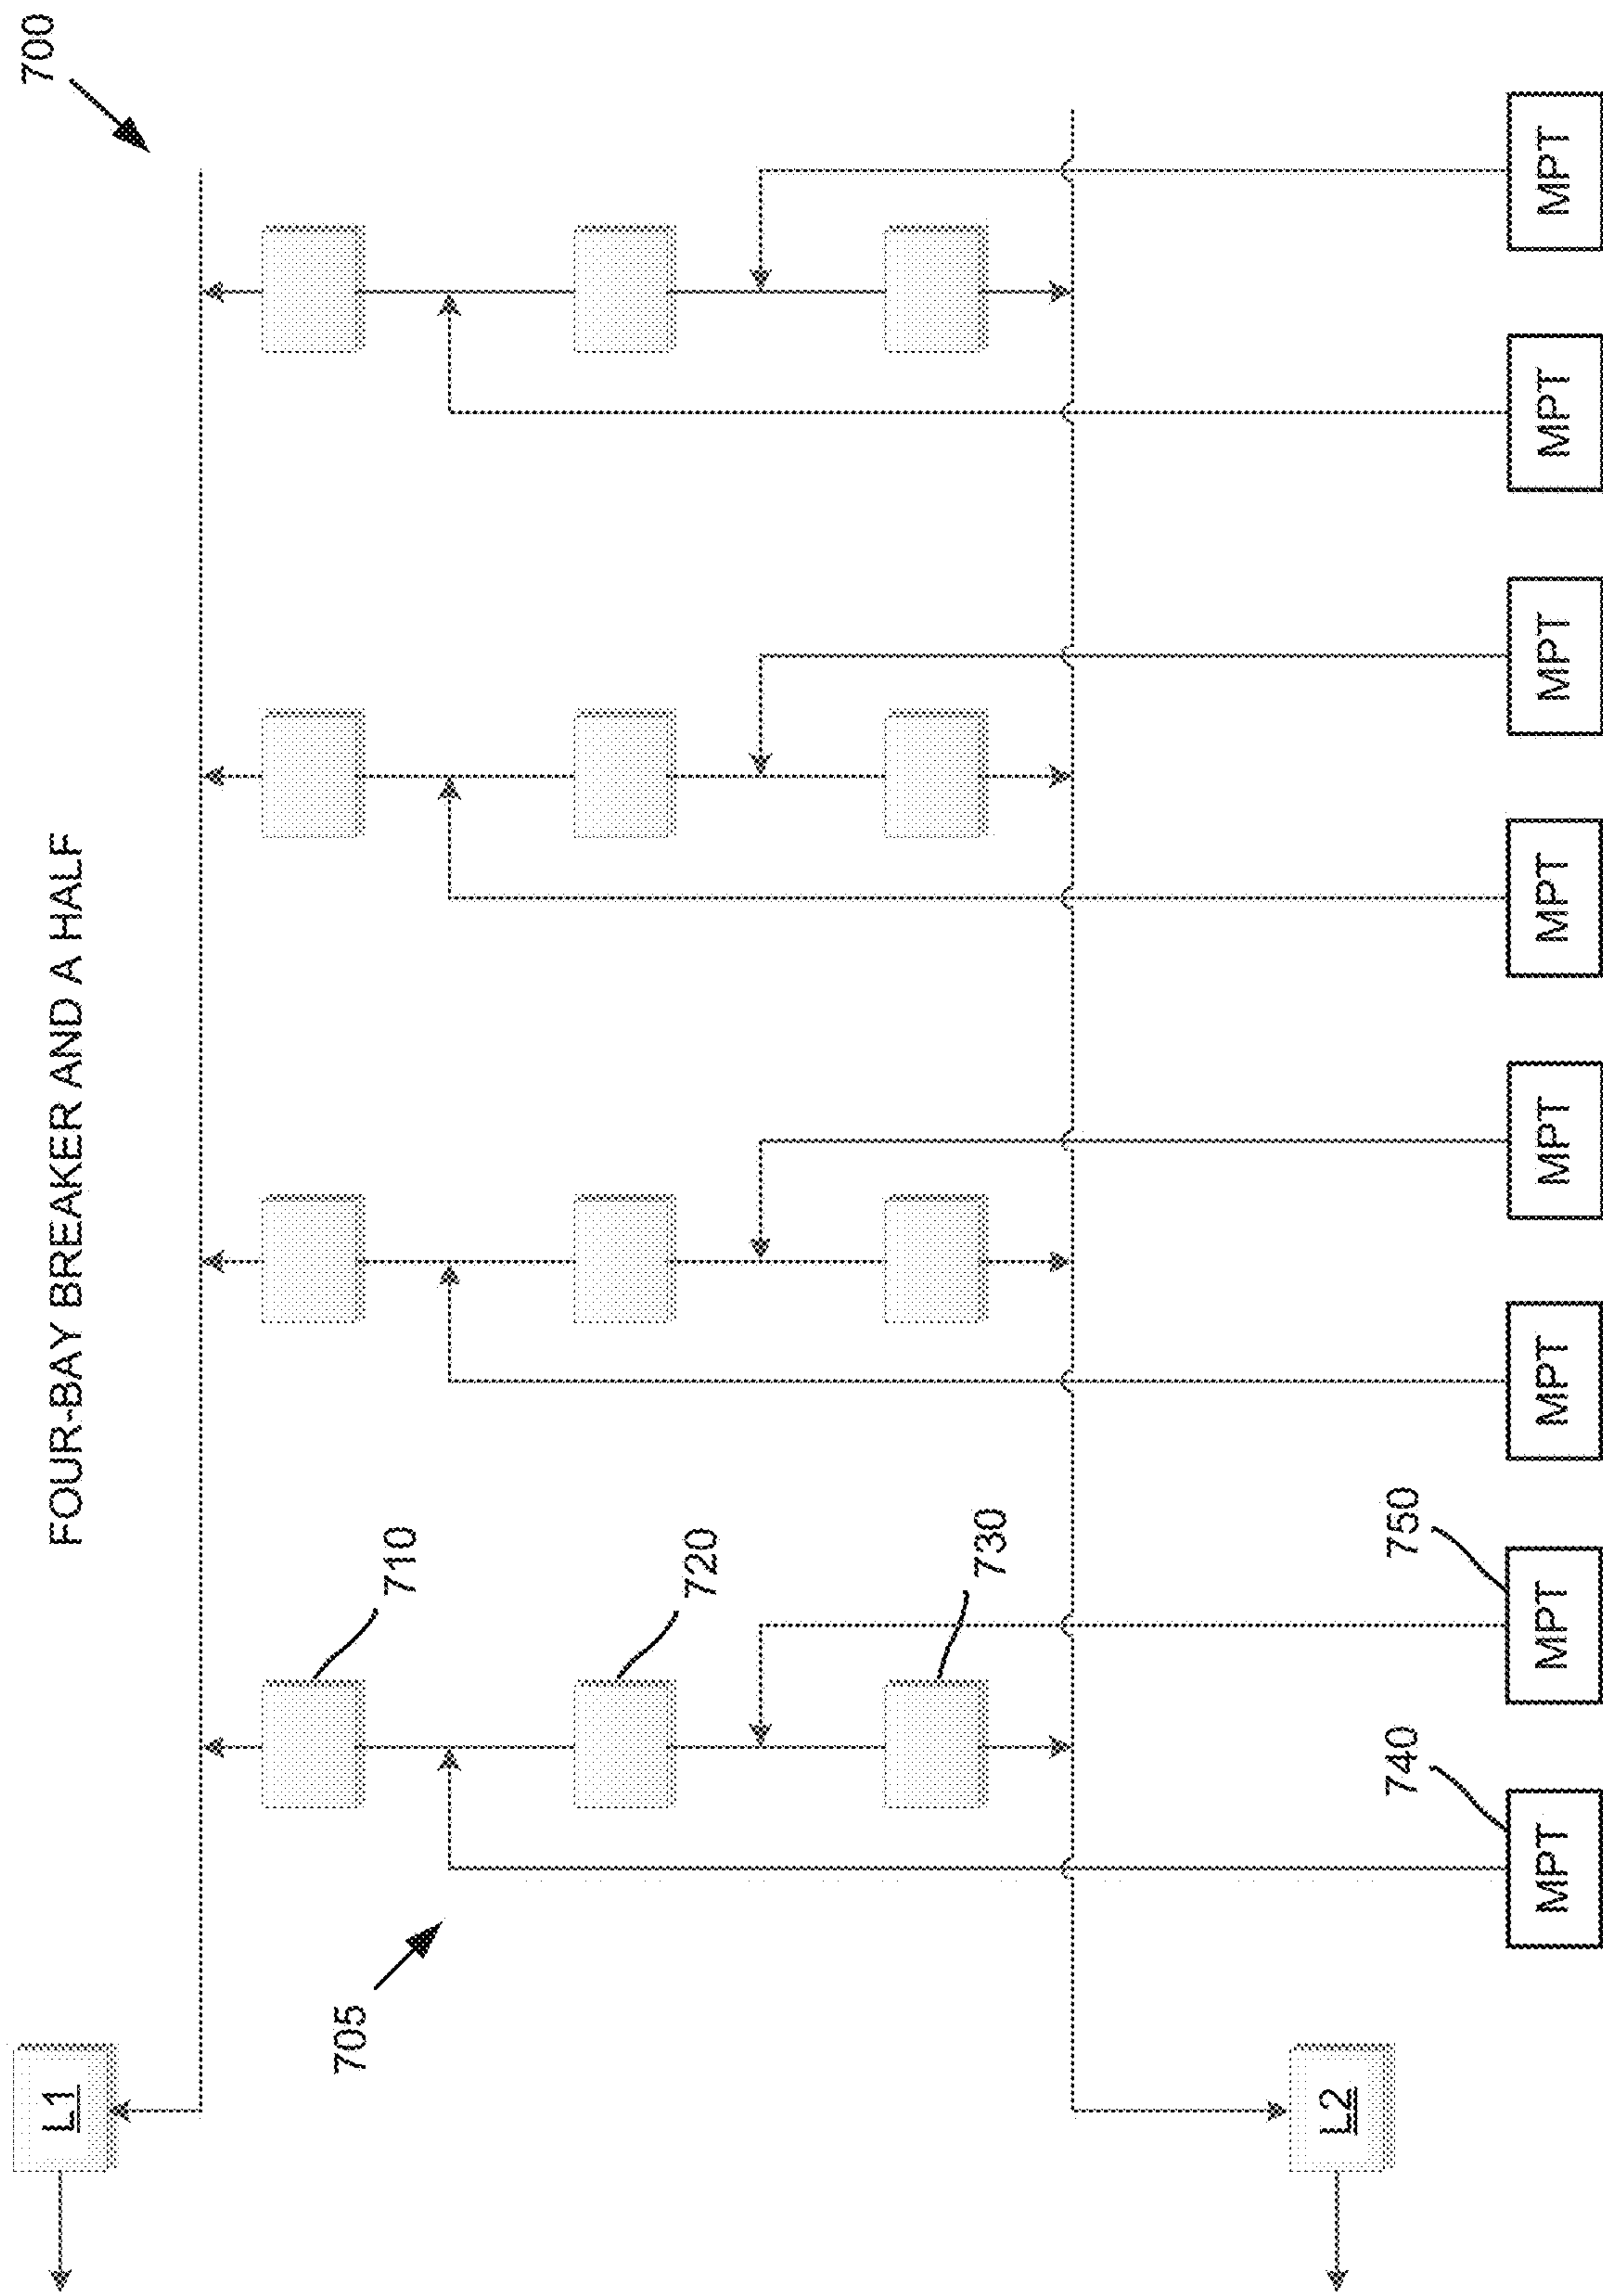 FOUR-BAY BREAKER AND A HALF
700
L1
705
710
720
730
740
750
L2
MPT
MPT
MPT
MPT
MPT
MPT
MPT
MPT